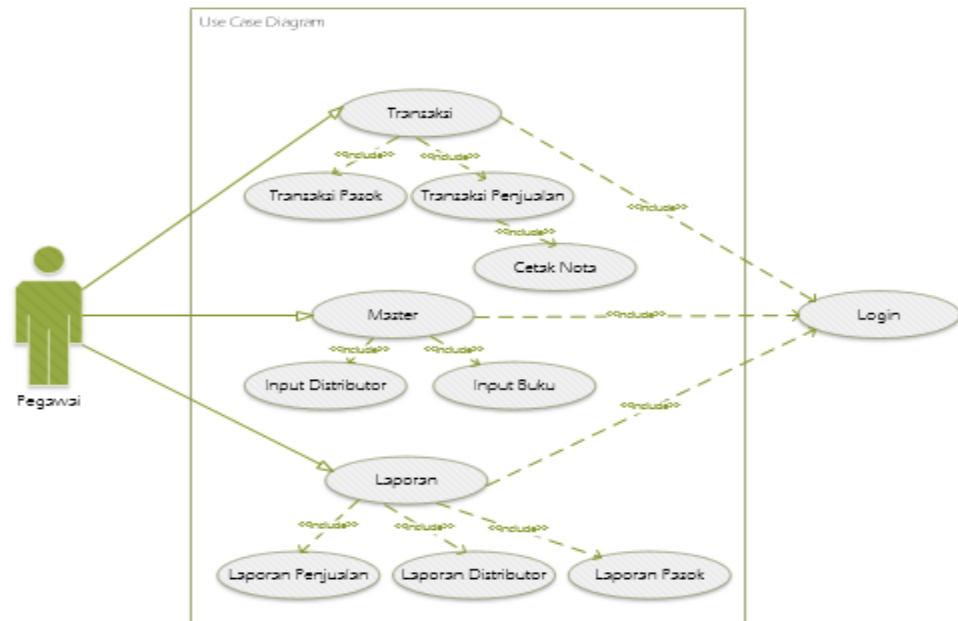 Use Case Diagram
Transaksi
<<Include>>
<<Include>>
Transaksi Pasok
Transaksi Penjualan
<<Include>>
<<Include>>
Cetak Nota
Master
<<Include>>
Login
<<Include>>
<<Include>>
Input Distributor
Input Buku
Pegawai
<<Include>>
Laporan
<<Include>>
<<Include>>
<<Include>>
Laporan Penjualan
Laporan Distributor
Laporan Pasok